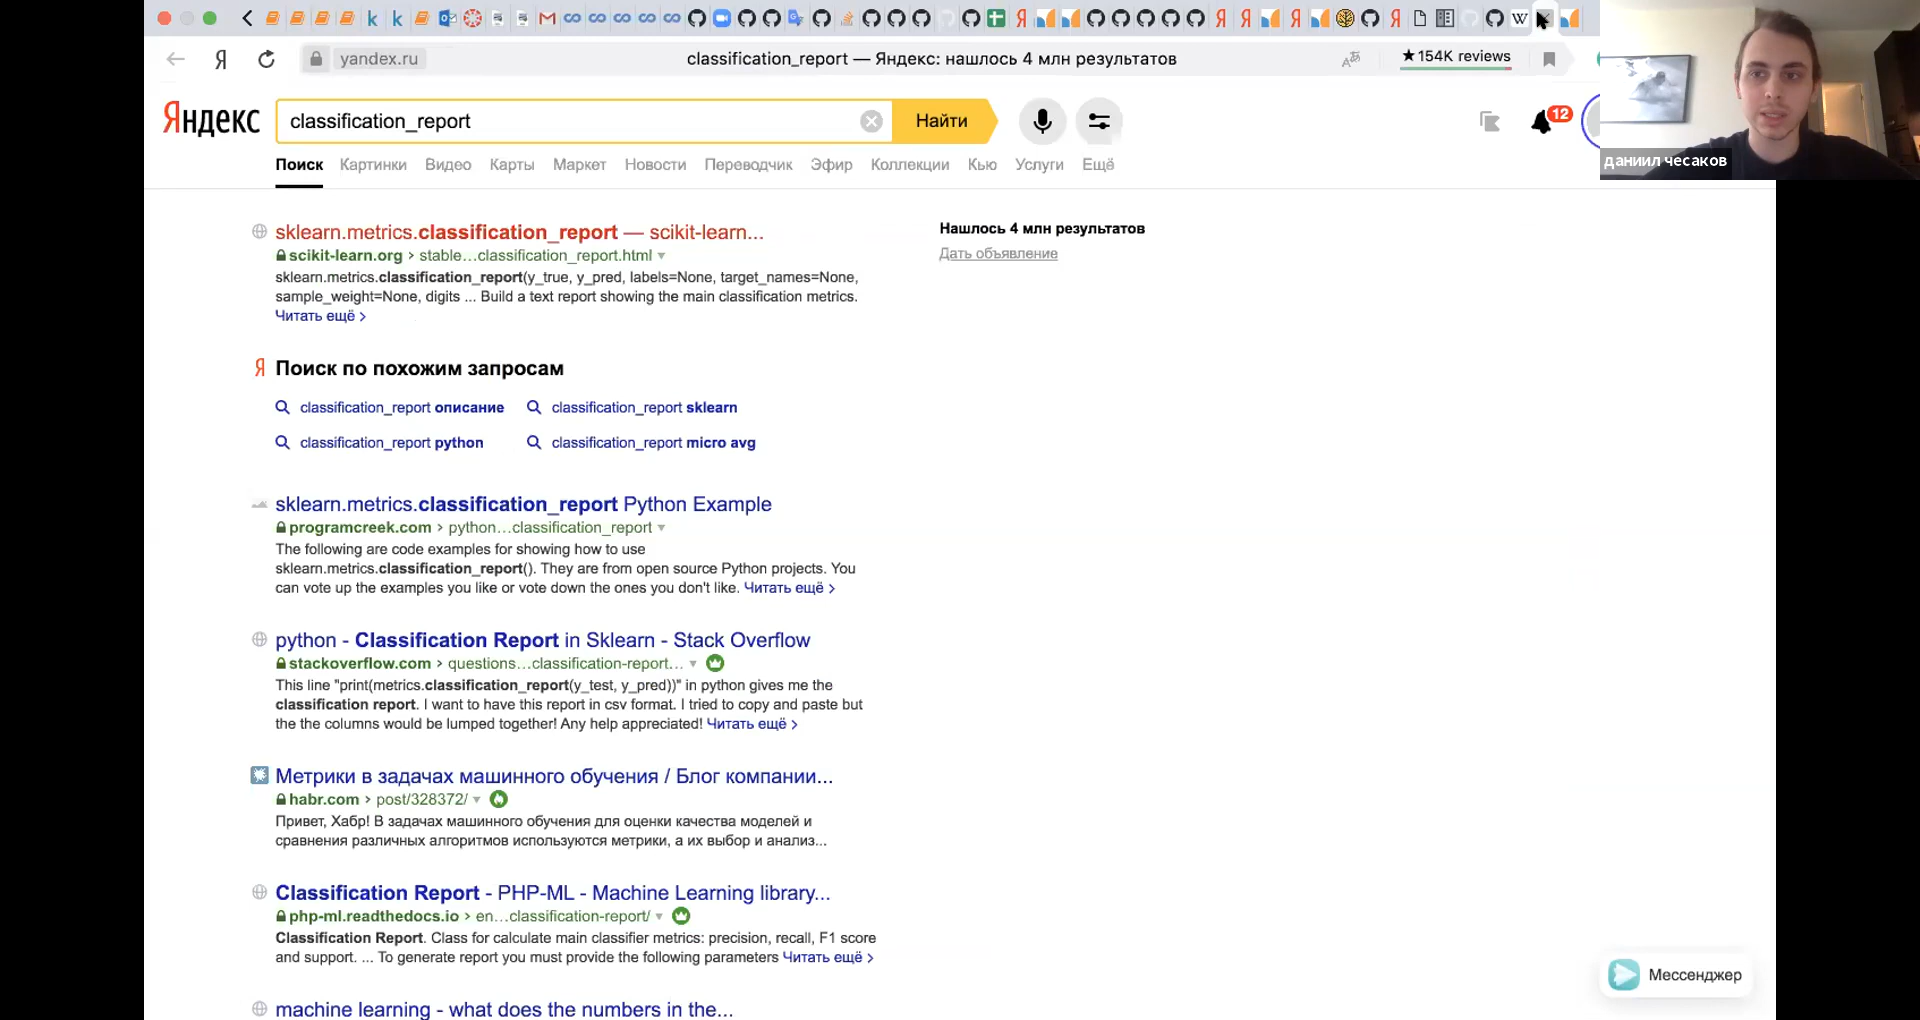 yandex.ru
classification_report — Яндекс: нашлось 4 млн результатов
★154K reviews
Яндекс
classification_report
Найти
12
даниил чесаков
Поиск Картинки Видео Карты Маркет Новости Переводчик Эфир Коллекции Кью Услуги Ещё
sklearn.metrics.classification_report — scikit-learn...
scikit-learn.org › stable…classification_report.html
sklearn.metrics.classification_report(y_true, y_pred, labels=None, target_names=None,
sample_weight=None, digits ... Build a text report showing the main classification metrics.
Читать ещё ›
Нашлось 4 млн результатов
Дать объявление
Поиск по похожим запросам
classification_report описание
classification_report sklearn
classification_report python
classification_report micro avg
sklearn.metrics.classification_report Python Example
programcreek.com › python…classification_report
The following are code examples for showing how to use
sklearn.metrics.classification_report(). They are from open source Python projects. You
can vote up the examples you like or vote down the ones you don't like. Читать ещё ›
python - Classification Report in Sklearn - Stack Overflow
stackoverflow.com › questions…classification-report…
This line "print(metrics.classification_report(y_test, y_pred))" in python gives me the
classification report. I want to have this report in csv format. I tried to copy and paste but
the the columns would be lumped together! Any help appreciated! Читать ещё ›
Метрики в задачах машинного обучения / Блог компании...
habr.com › post/328372/
Привет, Хабр! В задачах машинного обучения для оценки качества моделей и
сравнения различных алгоритмов используются метрики, а их выбор и анализ...
Classification Report - PHP-ML - Machine Learning library...
php-ml.readthedocs.io › en…classification-report/
Classification Report. Class for calculate main classifier metrics: precision, recall, F1 score
and support. ... To generate report you must provide the following parameters Читать ещё ›
machine learning - what does the numbers in the...
Мессенджер